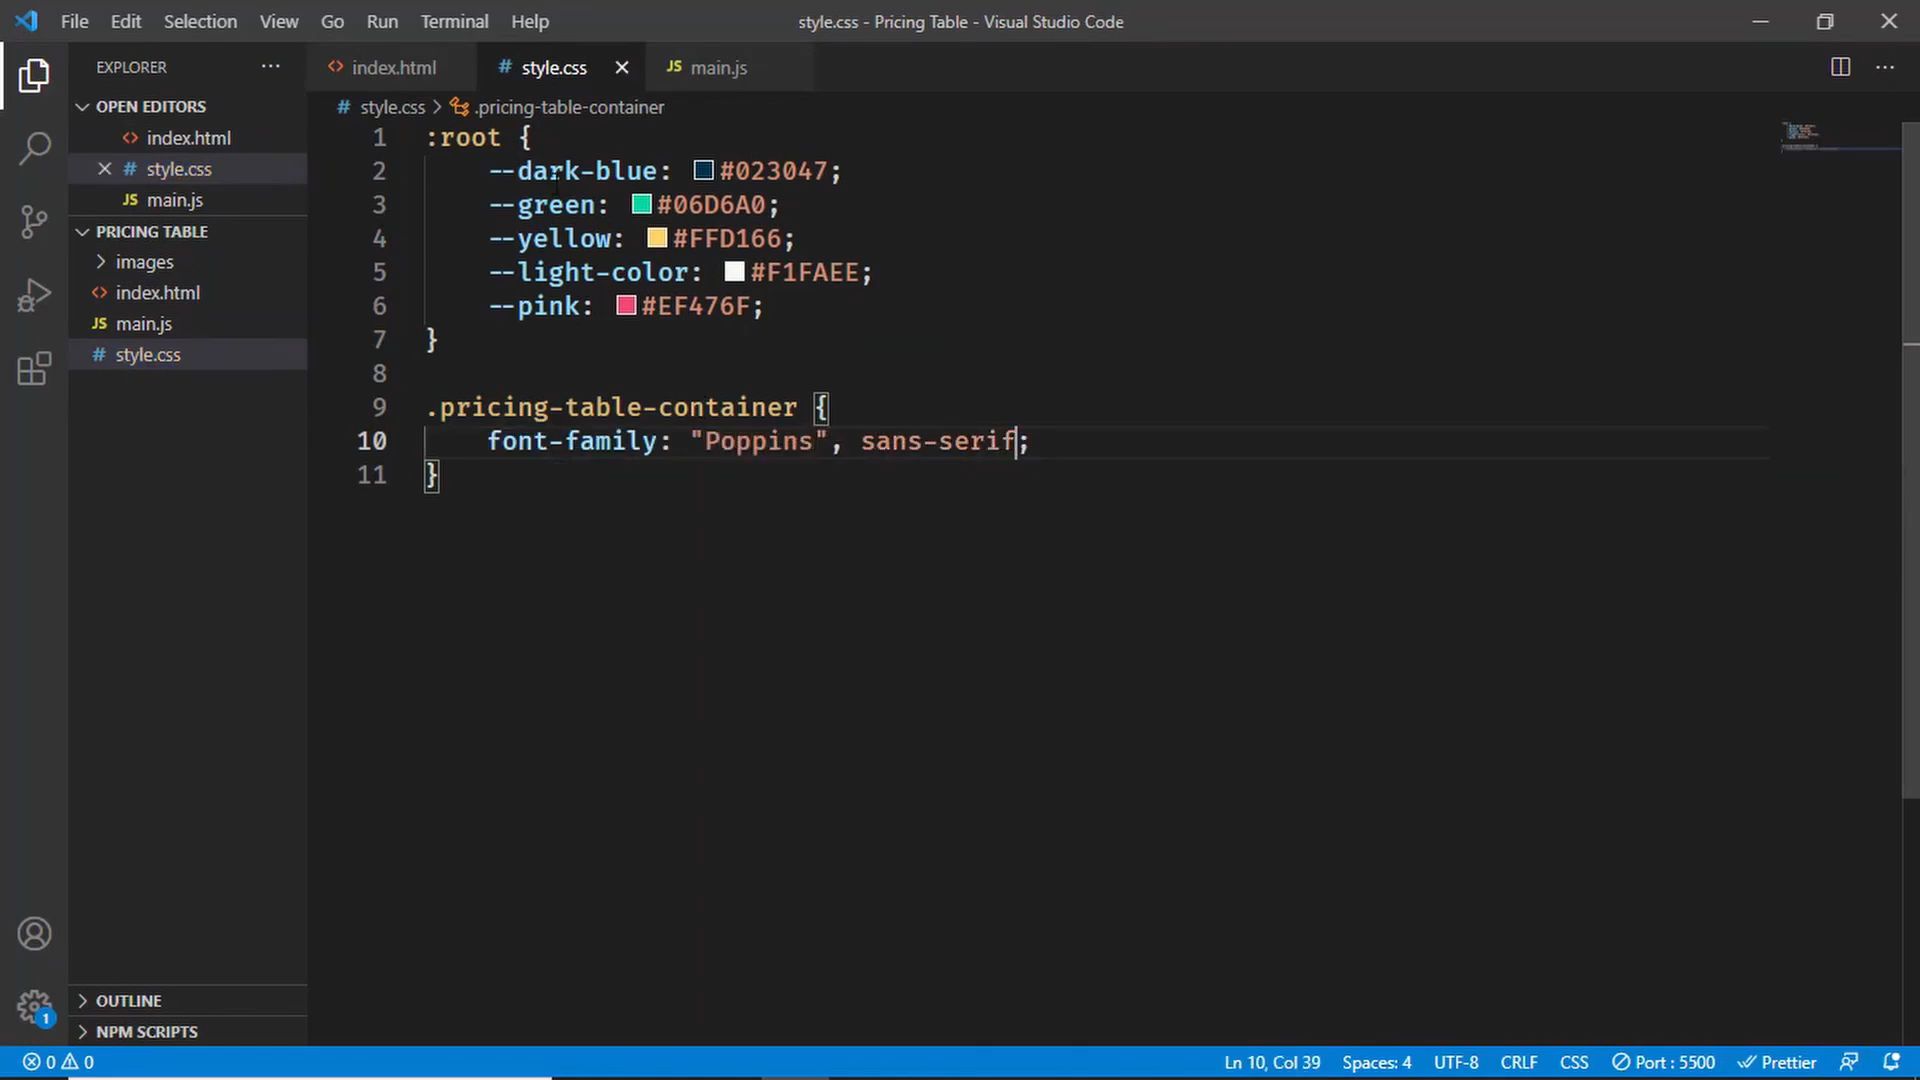 File Edit Selection View Go Run Terminal Help
style.css - Pricing Table - Visual Studio Code
EXPLORER
index.html
style.css
JS main.js
OPEN EDITORS
index.html
# style.css
JS main.js
PRICING TABLE
images
index.html
JS main.js
# style.css
# style.css > .pricing-table-container
1 :root {
2 --dark-blue: #023047;
3 --green: #06D6A0;
4 --yellow: #FFD166;
5 --light-color: #F1FAEE;
6 --pink: #EF476F;
7 }
8
9 .pricing-table-container {
10 font-family: "Poppins", sans-serif;
11 }
1
OUTLINE
NPM SCRIPTS
0 0
Ln 10, Col 39 Spaces: 4 UTF-8 CRLF CSS Port : 5500 Prettier